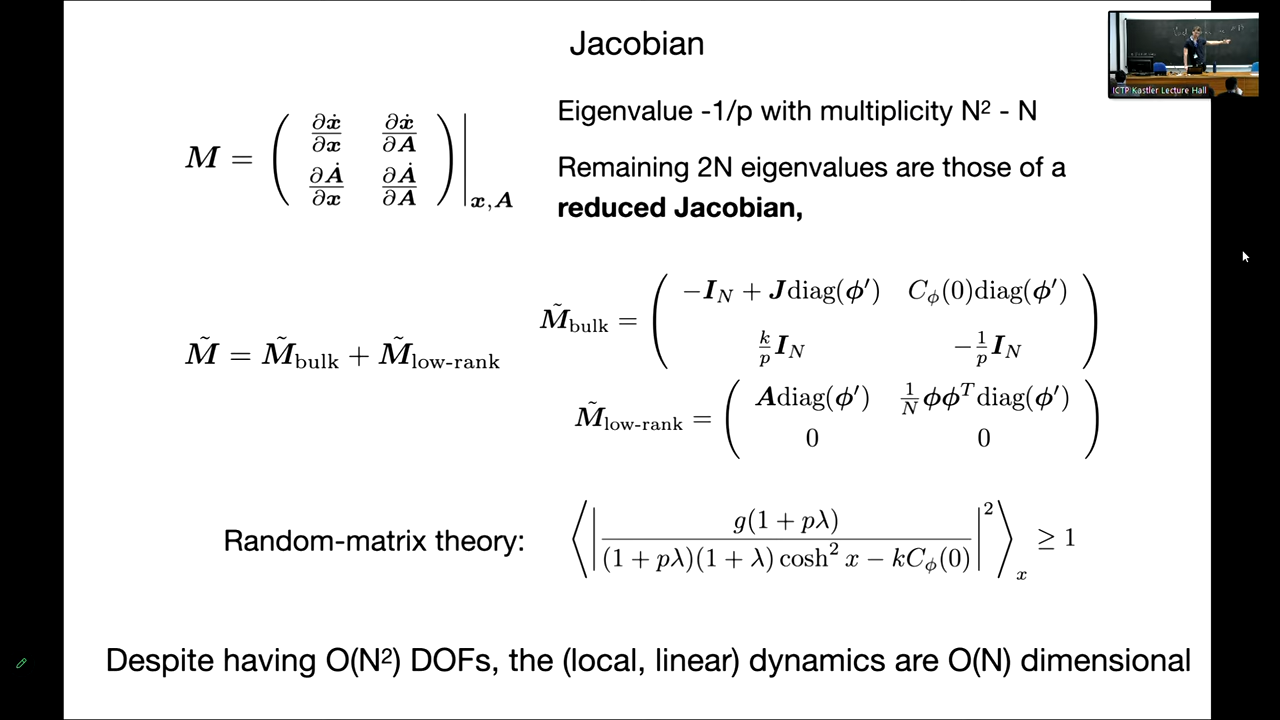 Jacobian
ICTP Kastler Lecture Hall
Eigenvalue -1/p with multiplicity N² - N
Remaining 2N eigenvalues are those of a
reduced Jacobian,
M = ( ∂ẋ/∂x ∂ẋ/∂A
∂Ȧ/∂x ∂Ȧ/∂A ) |x,A
M̃ = M̃bulk + M̃low-rank
M̃bulk = ( −I_N + Jdiag(ϕ′) C_ϕ(0)diag(ϕ′)
k/p I_N −1/p I_N )
M̃low-rank = ( Adiag(ϕ′) 1/N ϕϕ^T diag(ϕ′)
0 0 )
Random-matrix theory: ⟨| g(1 + pλ) / (1 + pλ)(1 + λ) cosh² x − kC_ϕ(0) |²⟩_x ≥ 1
Despite having O(N²) DOFs, the (local, linear) dynamics are O(N) dimensional